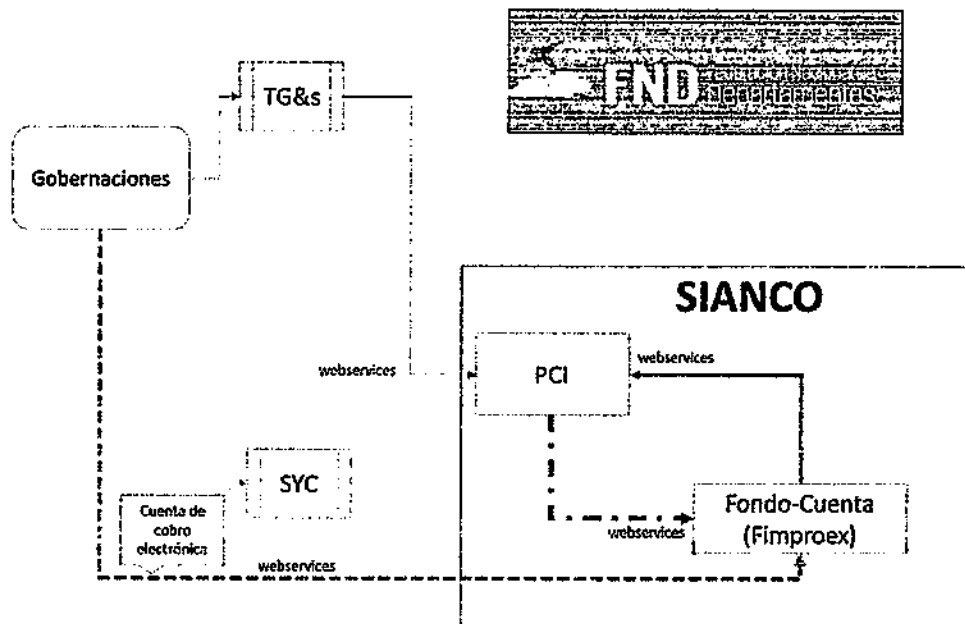 FND
TG&s
Gobernaciones
SIANCO
webservices
PCI
webservices
SYC
Cuenta de
cobro
electrónica
Fondo-Cuenta
(Fimproex)
webservices
webservices